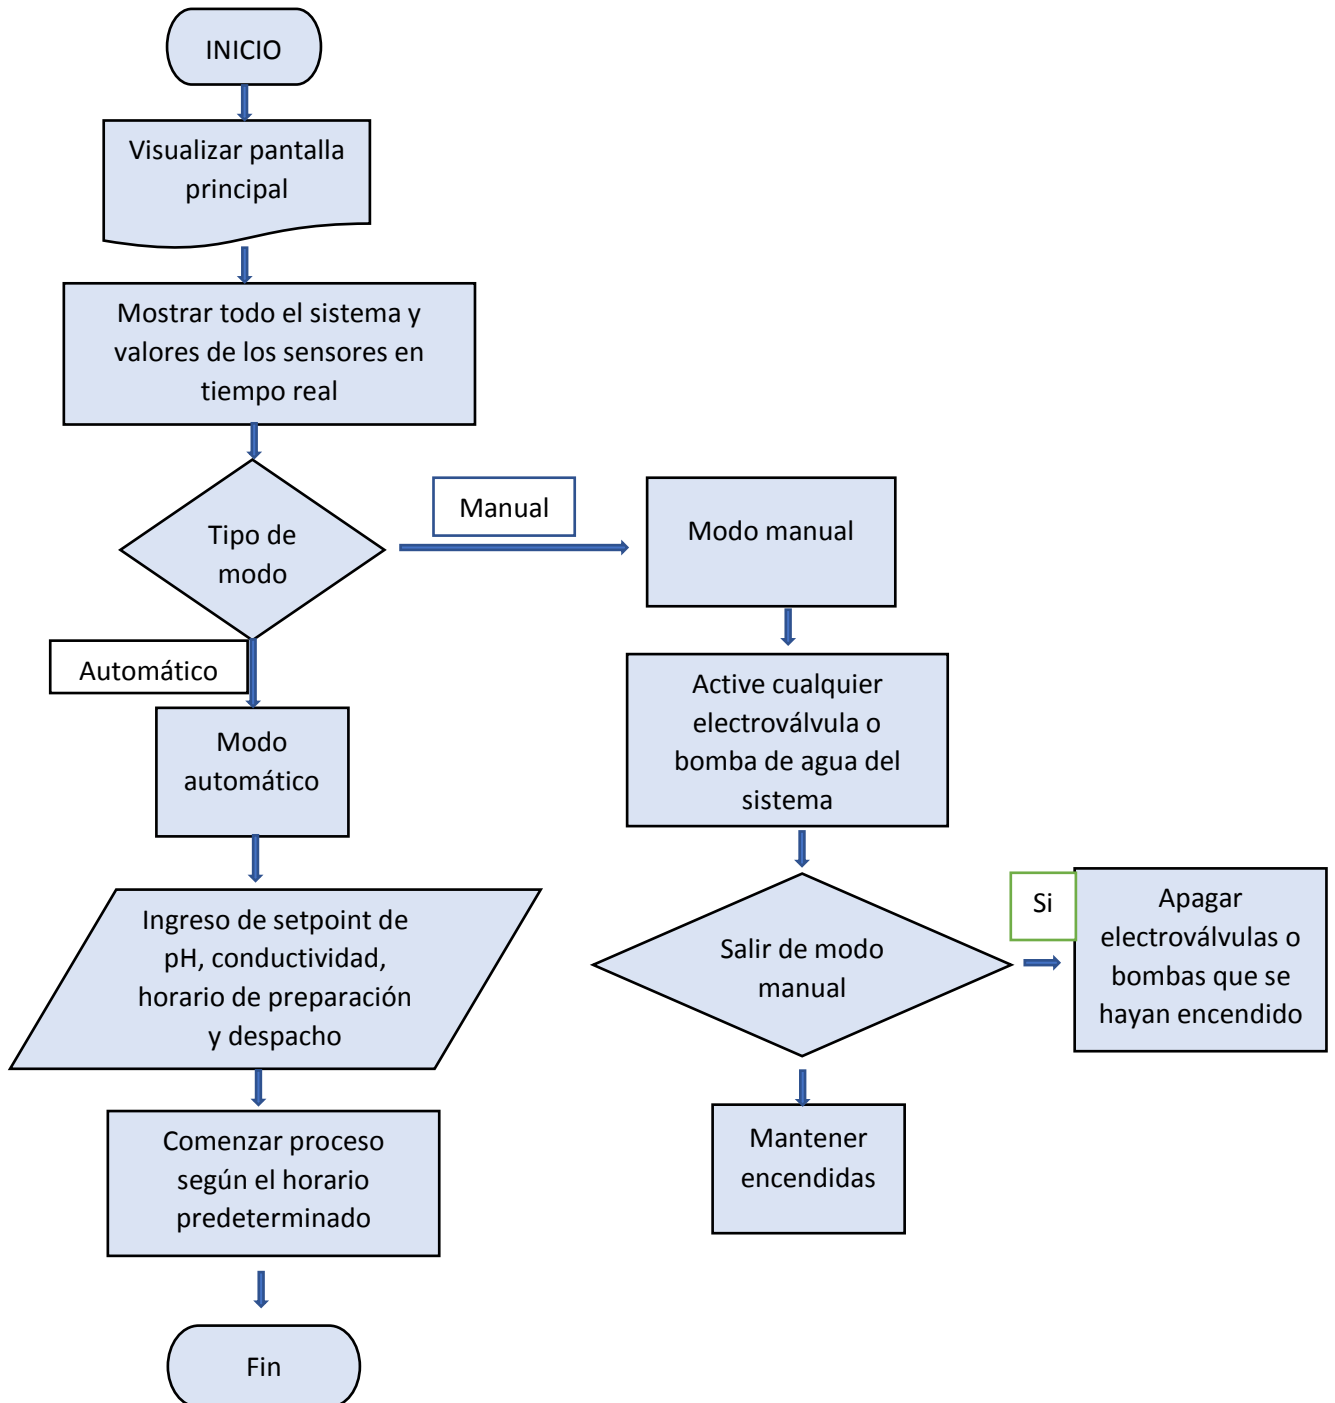 INICIO
Visualizar pantalla
principal
Mostrar todo el sistema y
valores de los sensores en
tiempo real
Tipo de
modo
Manual
Modo manual
Automático
Modo
automático
Active cualquier
electroválvula o
bomba de agua del
sistema
Ingreso de setpoint de
pH, conductividad,
horario de preparación
y despacho
Salir de modo
manual
Si
Apagar
electroválvulas o
bombas que se
hayan encendido
Comenzar proceso
según el horario
predeterminado
Mantener
encendidas
Fin